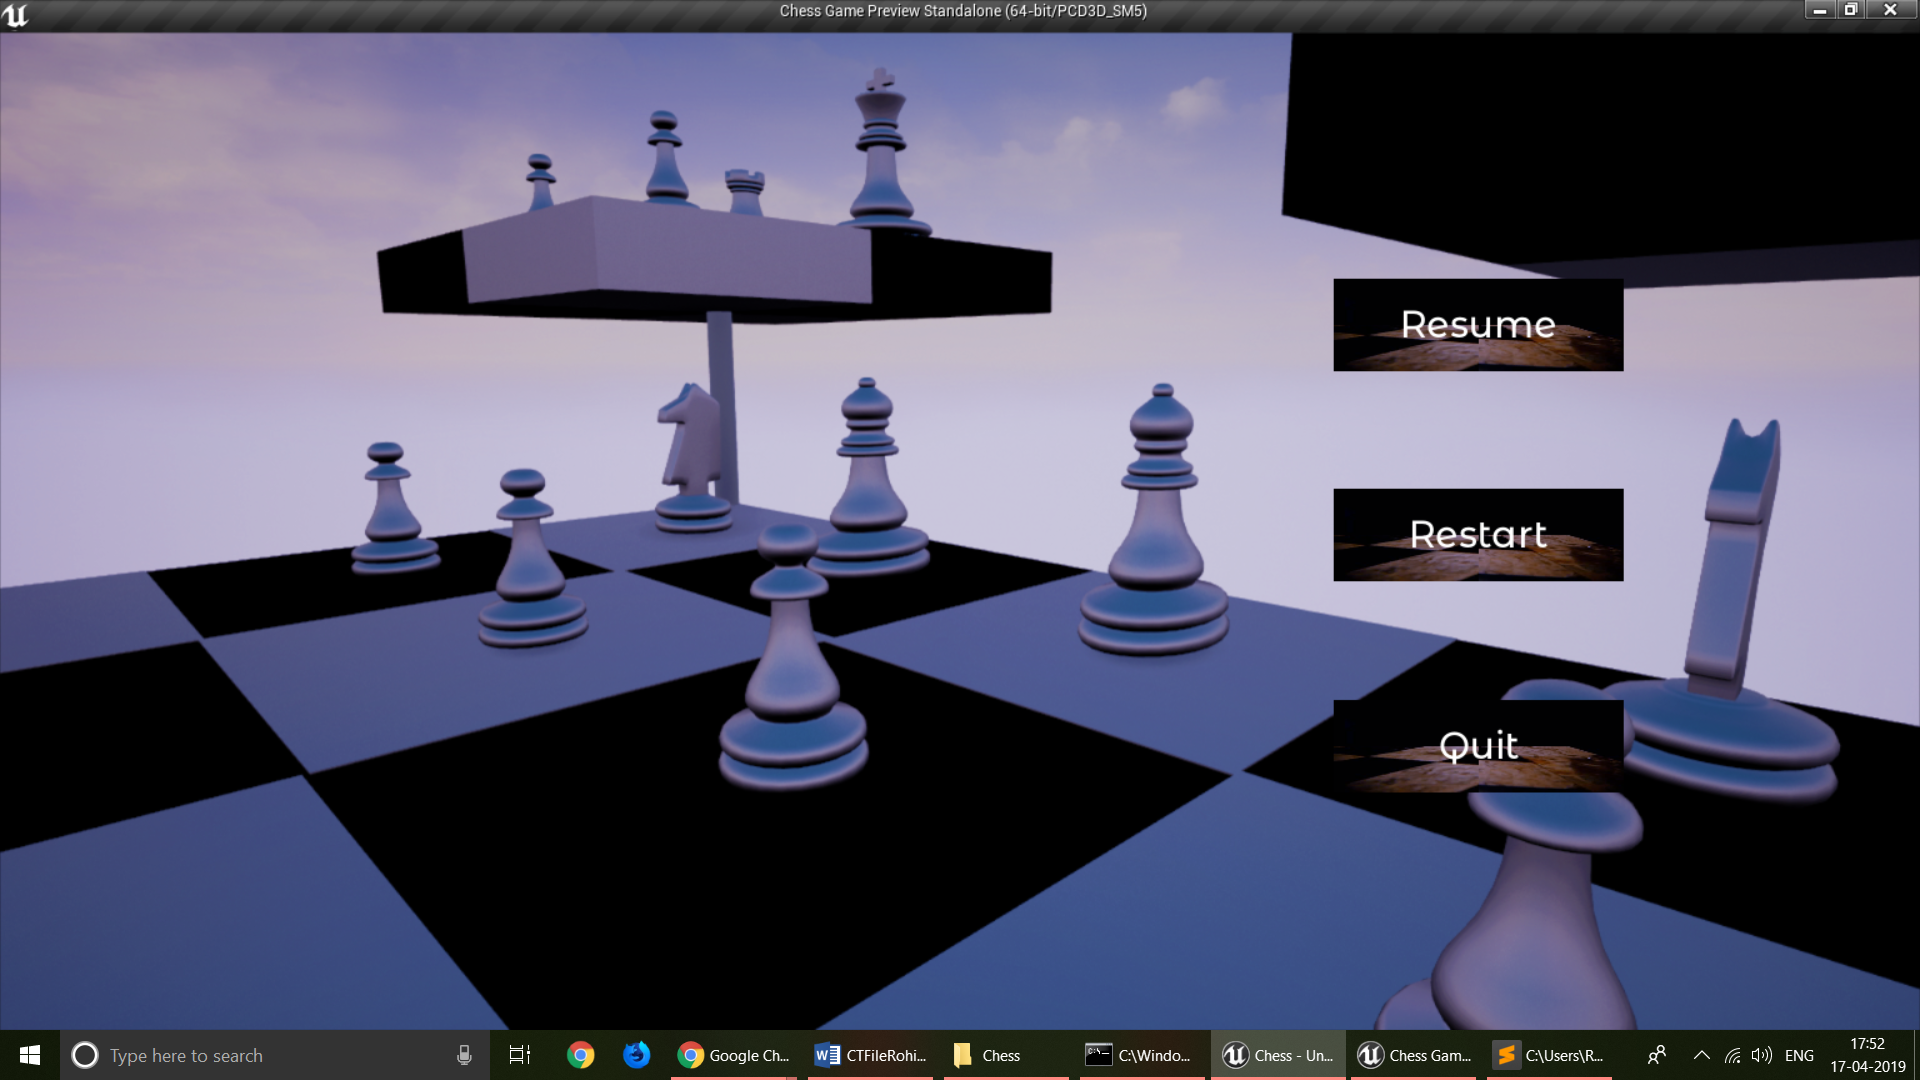 Chess Game Preview Standalone (64-bit/PCD3D_SM5)
Resume
Restart
Quit
Type here to search
Google Ch...
CTFileRohi...
Chess
C:\Windo...
Chess - Un...
Chess Gam...
C:\Users\R...
ENG
17:52
17-04-2019